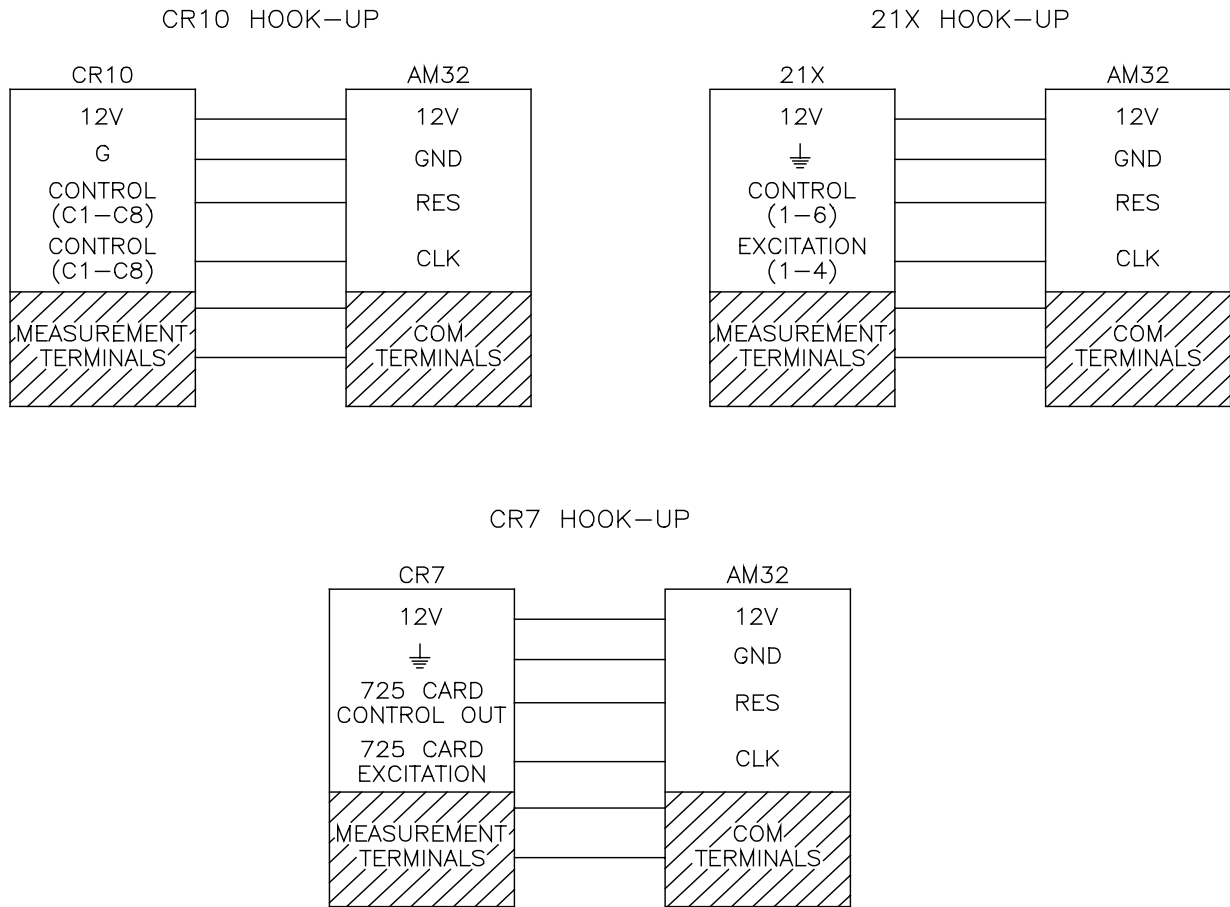 CR10 HOOK-UP
CR10
AM32
12V
12V
G
GND
CONTROL
(C1-C8)
RES
CONTROL
(C1-C8)
CLK
MEASUREMENT
TERMINALS
COM
TERMINALS
21X HOOK-UP
21X
AM32
12V
12V
GND
CONTROL
(1-6)
RES
EXCITATION
(1-4)
CLK
MEASUREMENT
TERMINALS
COM
TERMINALS
CR7 HOOK-UP
CR7
AM32
12V
12V
GND
725 CARD
CONTROL OUT
RES
725 CARD
EXCITATION
CLK
MEASUREMENT
TERMINALS
COM
TERMINALS